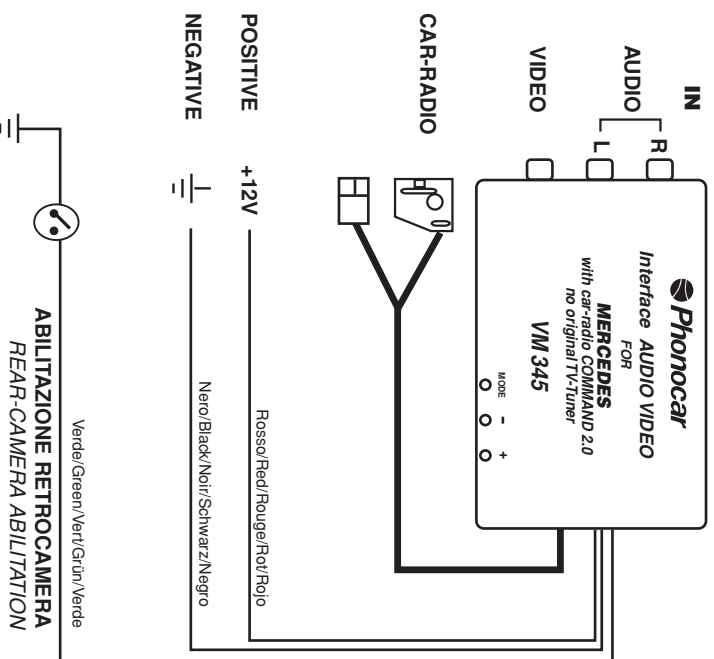 IN
AUDIO
R
L
VIDEO
CAR-RADIO
POSITIVE +12V
NEGATIVE
Phonocar
Interface AUDIO VIDEO
FOR
MERCEDES
with car-radio COMMAND 2.0
no original TV-Tuner
VM 345
MODE - +
Rosso/Red/Rouge/Rot/Rojo
Nero/Black/Noir/Schwarz/Negro
Verde/Green/Vert/Grün/Verde
ABILITAZIONE RETROCAMERA
REAR-CAMERA ABILITATION